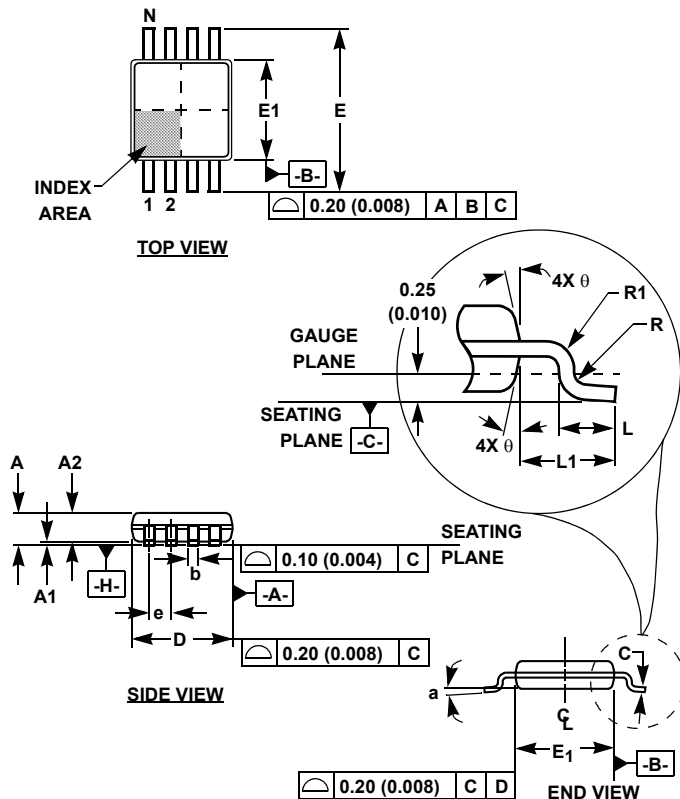 N
E1
E
-B-
INDEX
AREA
1 2
0.20 (0.008) A B C
TOP VIEW
0.25
(0.010)
4X θ
R1
R
GAUGE
PLANE
SEATING
PLANE
-C-
4X θ
L
L1
A
A2
SEATING
PLANE
A1
-H-
b
0.10 (0.004) C
-A-
e
D
0.20 (0.008) C
SIDE VIEW
C
a
CL
E1
-B-
0.20 (0.008) C D
END VIEW